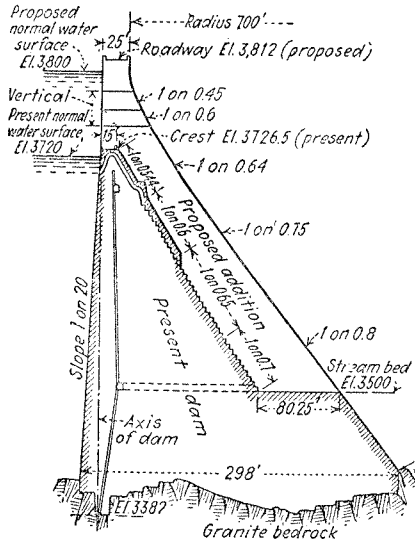 Proposed
normal water
surface
El.3800
Radius 700'
25'
Roadway El.3,812 (proposed)
Vertical
1 on 0.45
1 on 0.6
Present normal
water surface,
El.3720
15'
Crest El.3726.5 (present)
1 on 0.544
1 on 0.64
1 on 0.6
Proposed addition
1 on 0.75
1 on 0.65
1 on 0.7
1 on 0.8
Slope 1 on 20
Present dam
Stream bed
El.3500
80.25'
Axis
of dam
298'
El.3382
Granite bedrock